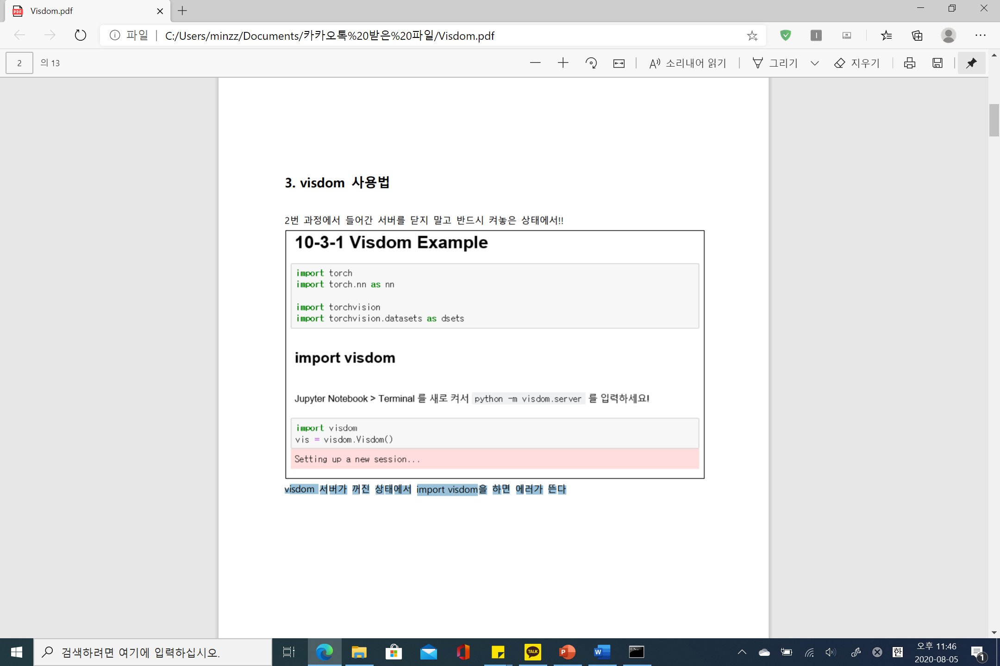 Visdom.pdf
파일 | C:/Users/minzz/Documents/카카오톡%20받은%20파일/Visdom.pdf
2 의 13
소리내어 읽기
그리기
지우기
3. visdom 사용법
2번 과정에서 들어간 서버를 닫지 말고 반드시 켜놓은 상태에서!!
10-3-1 Visdom Example
import torch
import torch.nn as nn
import torchvision
import torchvision.datasets as dsets
import visdom
Jupyter Notebook > Terminal 를 새로 켜서 python -m visdom.server 를 입력하세요!
import visdom
vis = visdom.Visdom()
Setting up a new session...
visdom 서버가 꺼진 상태에서 import visdom을 하면 에러가 뜬다
검색하려면 여기에 입력하십시오.
TALK
한
오후 11:46
2020-08-05
1